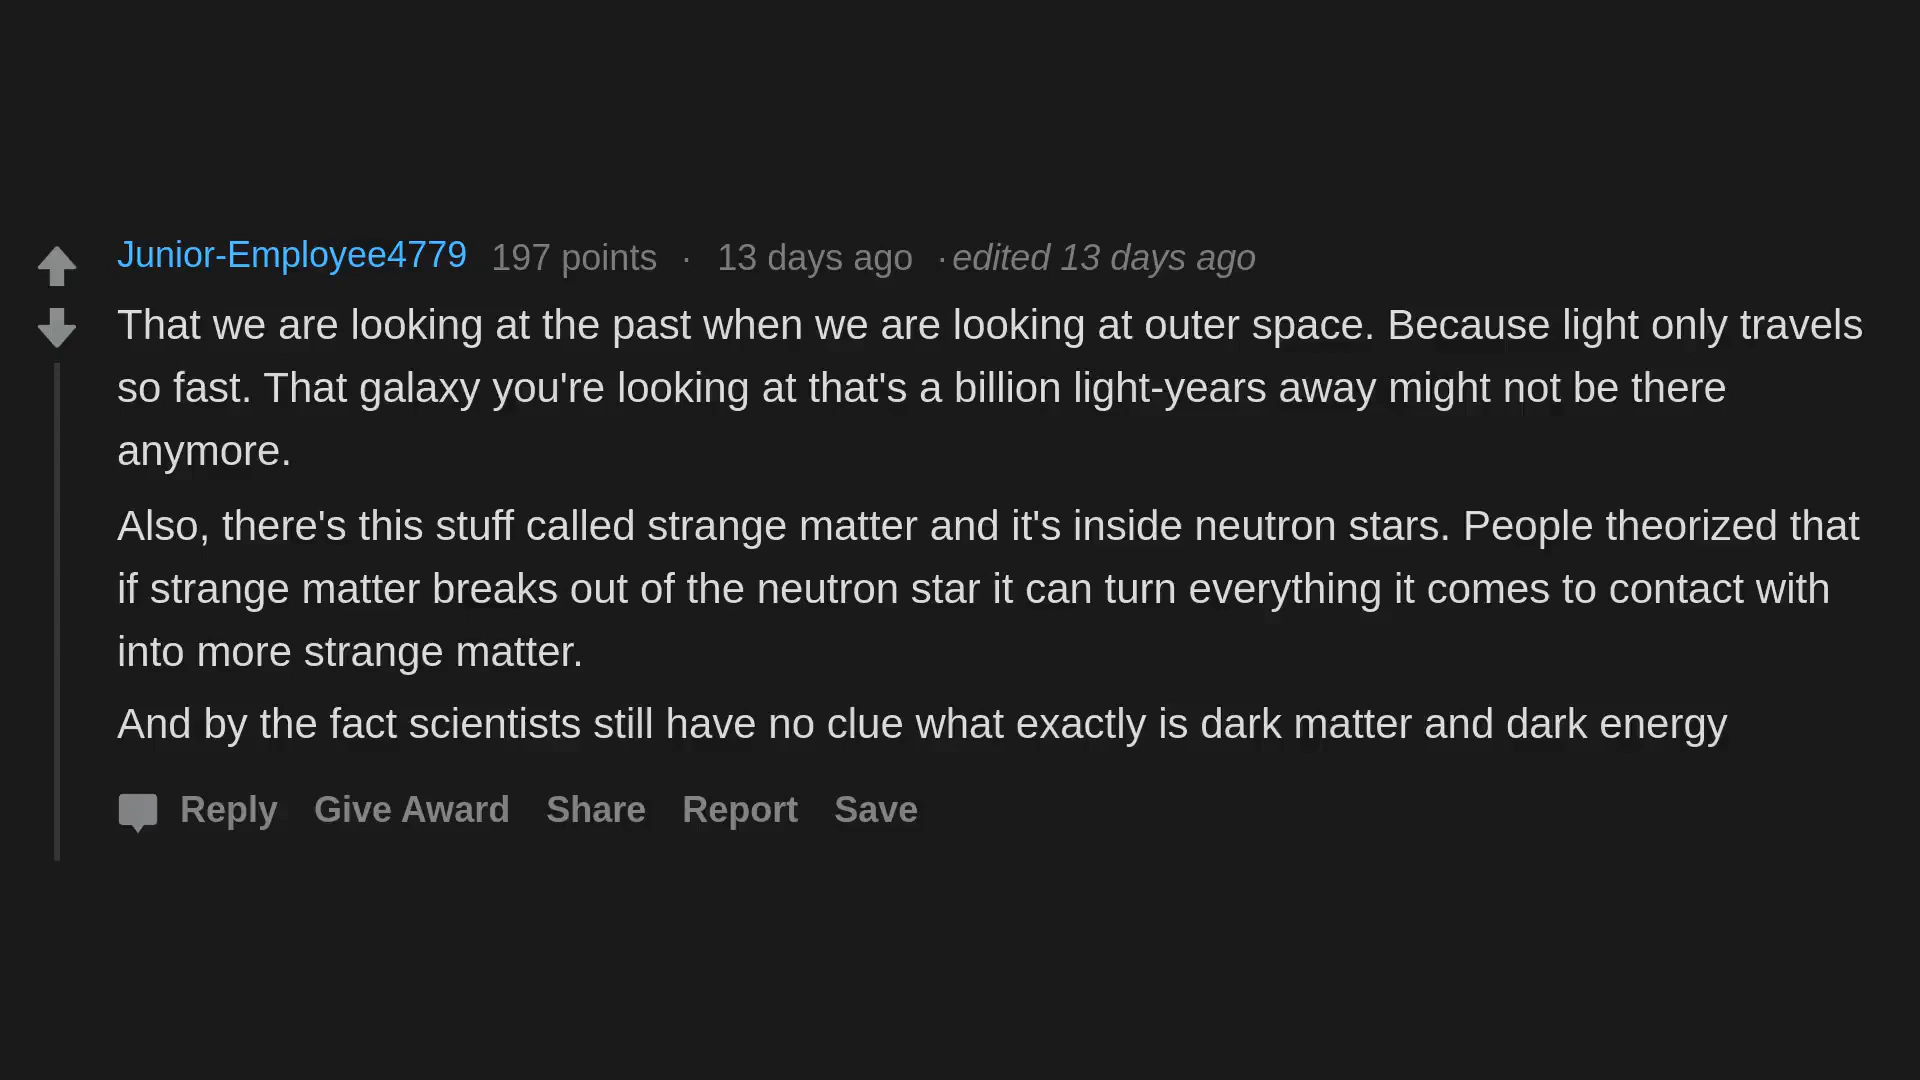 Junior-Employee4779 197 points · 13 days ago · edited 13 days ago
That we are looking at the past when we are looking at outer space. Because light only travels
so fast. That galaxy you're looking at that's a billion light-years away might not be there
anymore.
Also, there's this stuff called strange matter and it's inside neutron stars. People theorized that
if strange matter breaks out of the neutron star it can turn everything it comes to contact with
into more strange matter.
And by the fact scientists still have no clue what exactly is dark matter and dark energy
Reply Give Award Share Report Save